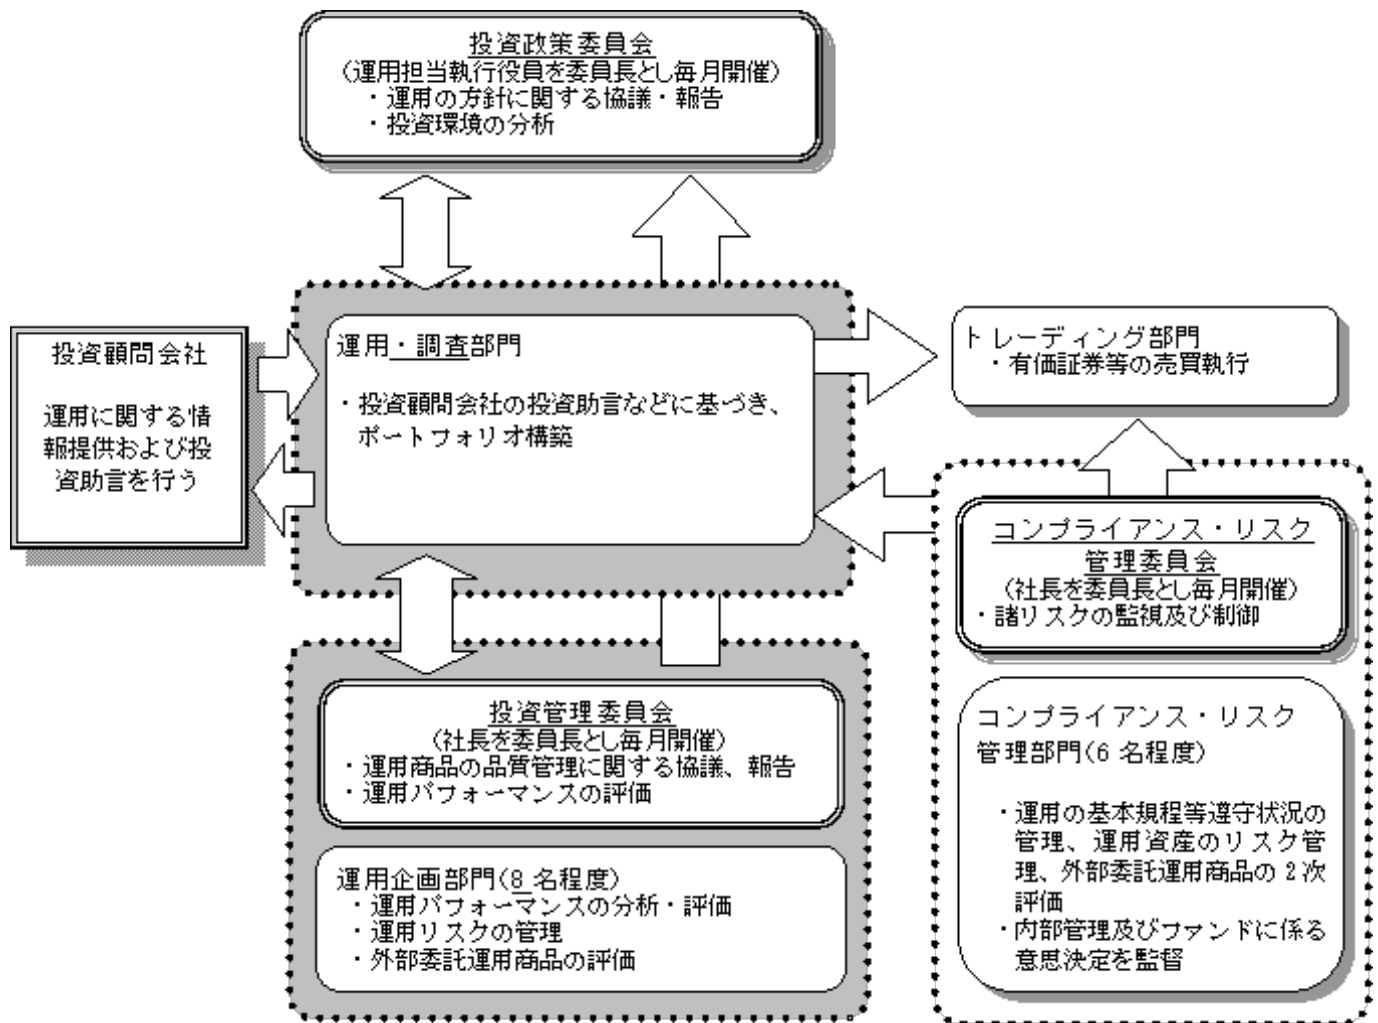 投資政策委員会
(運用担当執行役員を委員長とし毎月開催)
・運用の方針に関する協議・報告
・投資環境の分析
投資顧問会社
運用に関する情
報提供および投
資助言を行う
運用・調査部門
・投資顧問会社の投資助言などに基づき、
ポートフォリオ構築
トレーディング部門
・有価証券等の売買執行
コンプライアンス・リスク
管理委員会
(社長を委員長とし毎月開催)
・諸リスクの監視及び制御
コンプライアンス・リスク
管理部門(6名程度)
・運用の基本規程等遵守状況の
管理、運用資産のリスク管
理、外部委託運用商品の2次
評価
・内部管理及びファンドに係る
意思決定を監督
投資管理委員会
(社長を委員長とし毎月開催)
・運用商品の品質管理に関する協議、報告
・運用パフォーマンスの評価
運用企画部門(8名程度)
・運用パフォーマンスの分析・評価
・運用リスクの管理
・外部委託運用商品の評価